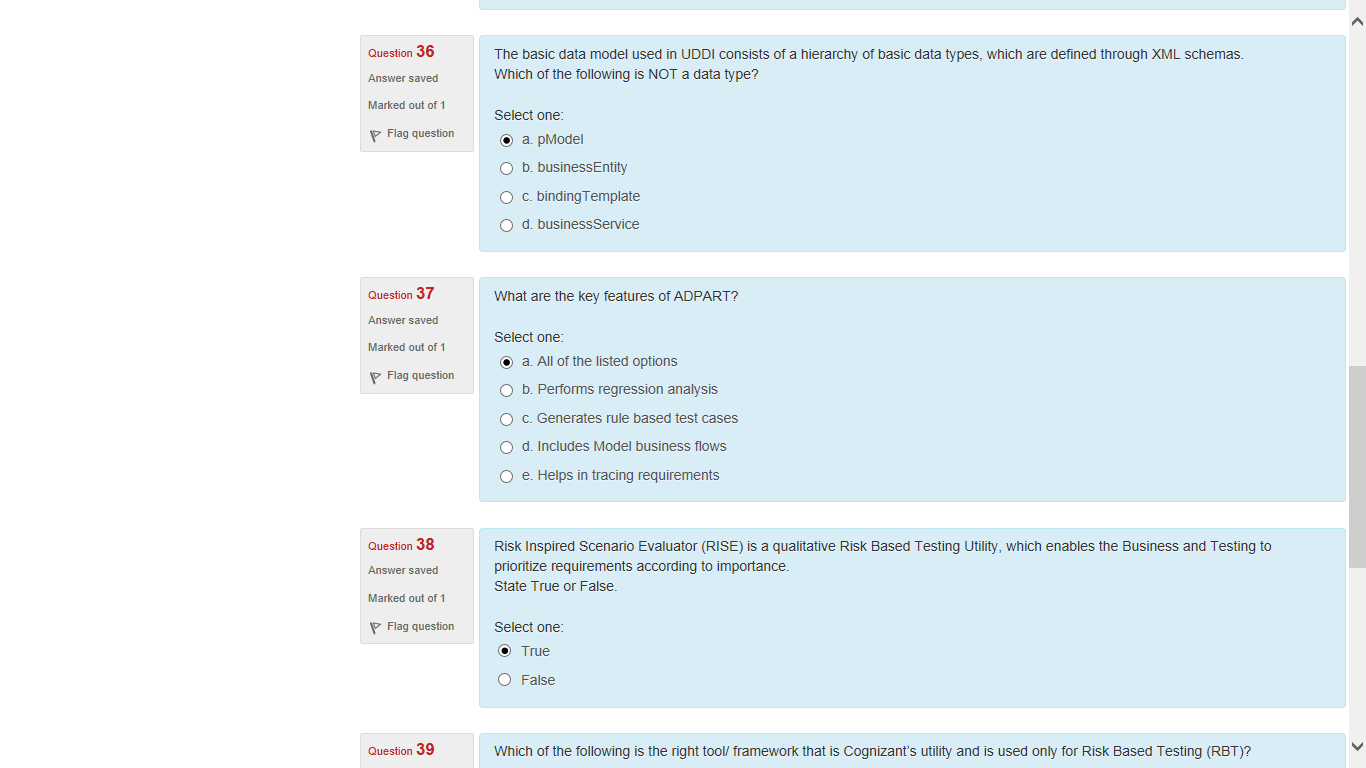 Question 36
Answer saved
Marked out of 1
Flag question
The basic data model used in UDDI consists of a hierarchy of basic data types, which are defined through XML schemas.
Which of the following is NOT a data type?
Select one:
a. pModel
b. businessEntity
c. bindingTemplate
d. businessService
Question 37
Answer saved
Marked out of 1
Flag question
What are the key features of ADPART?
Select one:
a. All of the listed options
b. Performs regression analysis
c. Generates rule based test cases
d. Includes Model business flows
e. Helps in tracing requirements
Question 38
Answer saved
Marked out of 1
Flag question
Risk Inspired Scenario Evaluator (RISE) is a qualitative Risk Based Testing Utility, which enables the Business and Testing to
prioritize requirements according to importance.
State True or False.
Select one:
True
False
Question 39
Which of the following is the right tool/ framework that is Cognizant's utility and is used only for Risk Based Testing (RBT)?